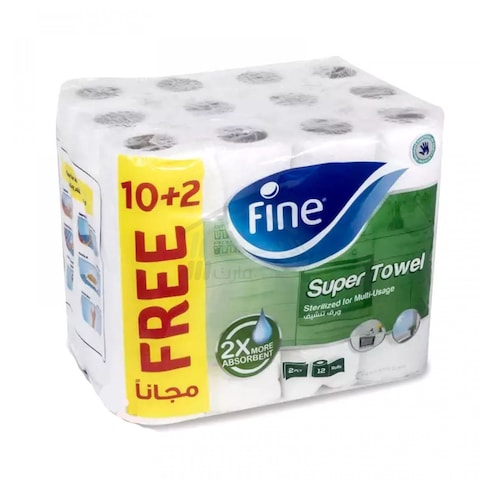 10+2
FREE
مجاناً
Fine®
Super Towel
Sterilized for Multi-Usage
ورق تنشيف
2X MORE
ABSORBENT
2 PLY
12 Rolls